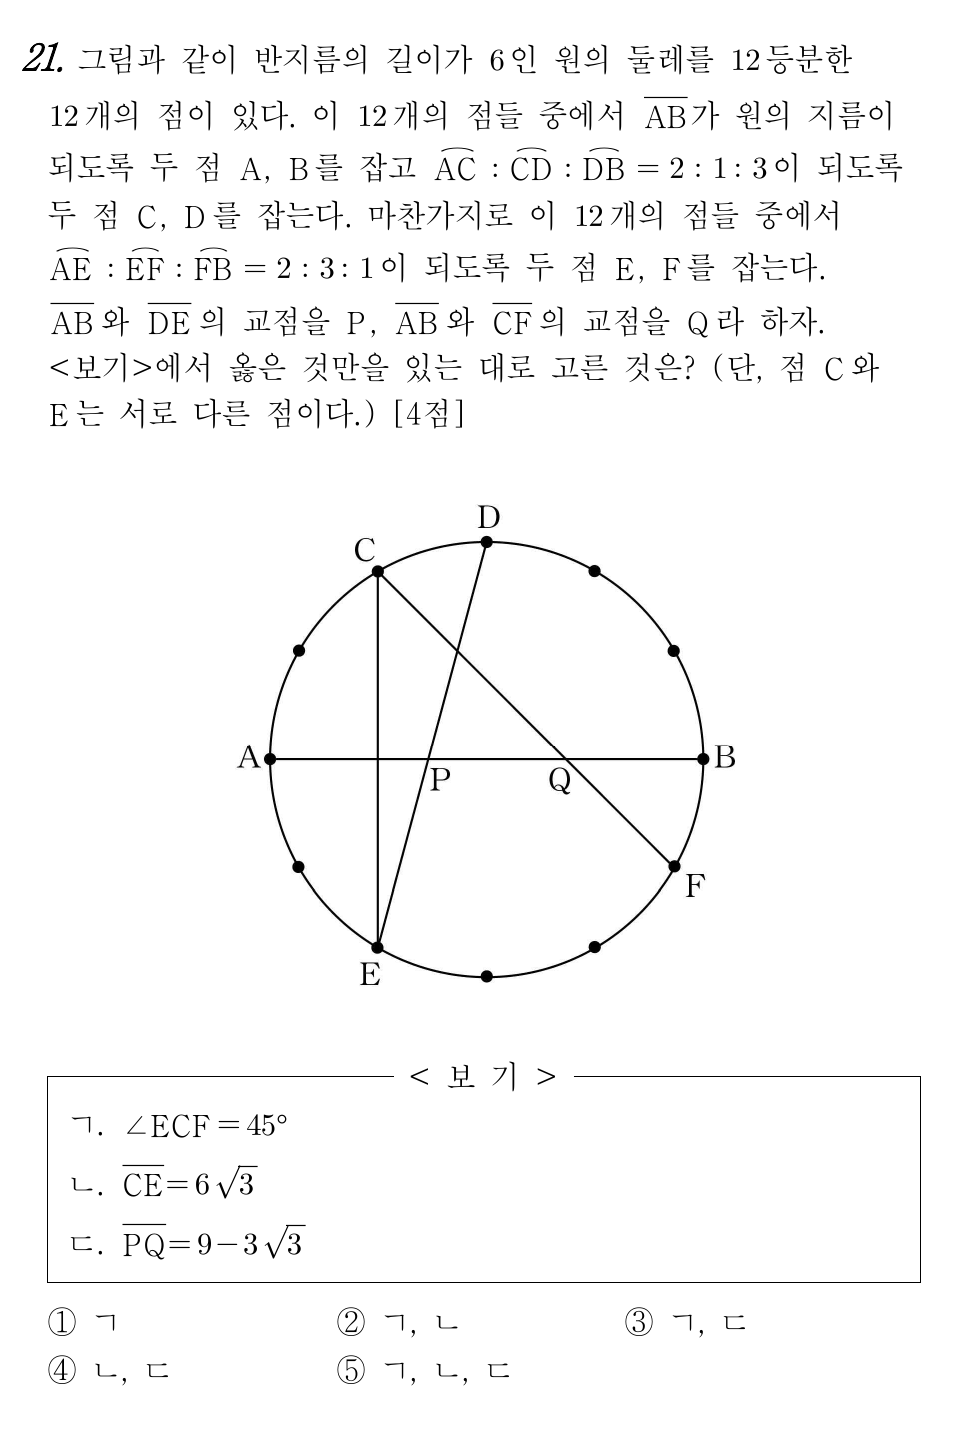 21. 그림과 같이 반지름의 길이가 6인 원의 둘레를 12등분한
12개의 점이 있다. 이 12개의 점들 중에서 \overline{AB}가 원의 지름이
되도록 두 점 A, B를 잡고 \overset{⌒}{AC} : \overset{⌒}{CD} : \overset{⌒}{DB} = 2 : 1 : 3이 되도록
두 점 C, D를 잡는다. 마찬가지로 이 12개의 점들 중에서
\overset{⌒}{AE} : \overset{⌒}{EF} : \overset{⌒}{FB} = 2 : 3 : 1이 되도록 두 점 E, F를 잡는다.
\overline{AB}와 \overline{DE}의 교점을 P, \overline{AB}와 \overline{CF}의 교점을 Q라 하자.
<보기>에서 옳은 것만을 있는 대로 고른 것은? (단, 점 C와
E는 서로 다른 점이다.) [4점]
D
C
A
B
P
Q
F
E
< 보 기 >
ㄱ. ∠ECF = 45°
ㄴ. \overline{CE} = 6√3
ㄷ. \overline{PQ} = 9 − 3√3
① ㄱ ② ㄱ, ㄴ ③ ㄱ, ㄷ
④ ㄴ, ㄷ ⑤ ㄱ, ㄴ, ㄷ